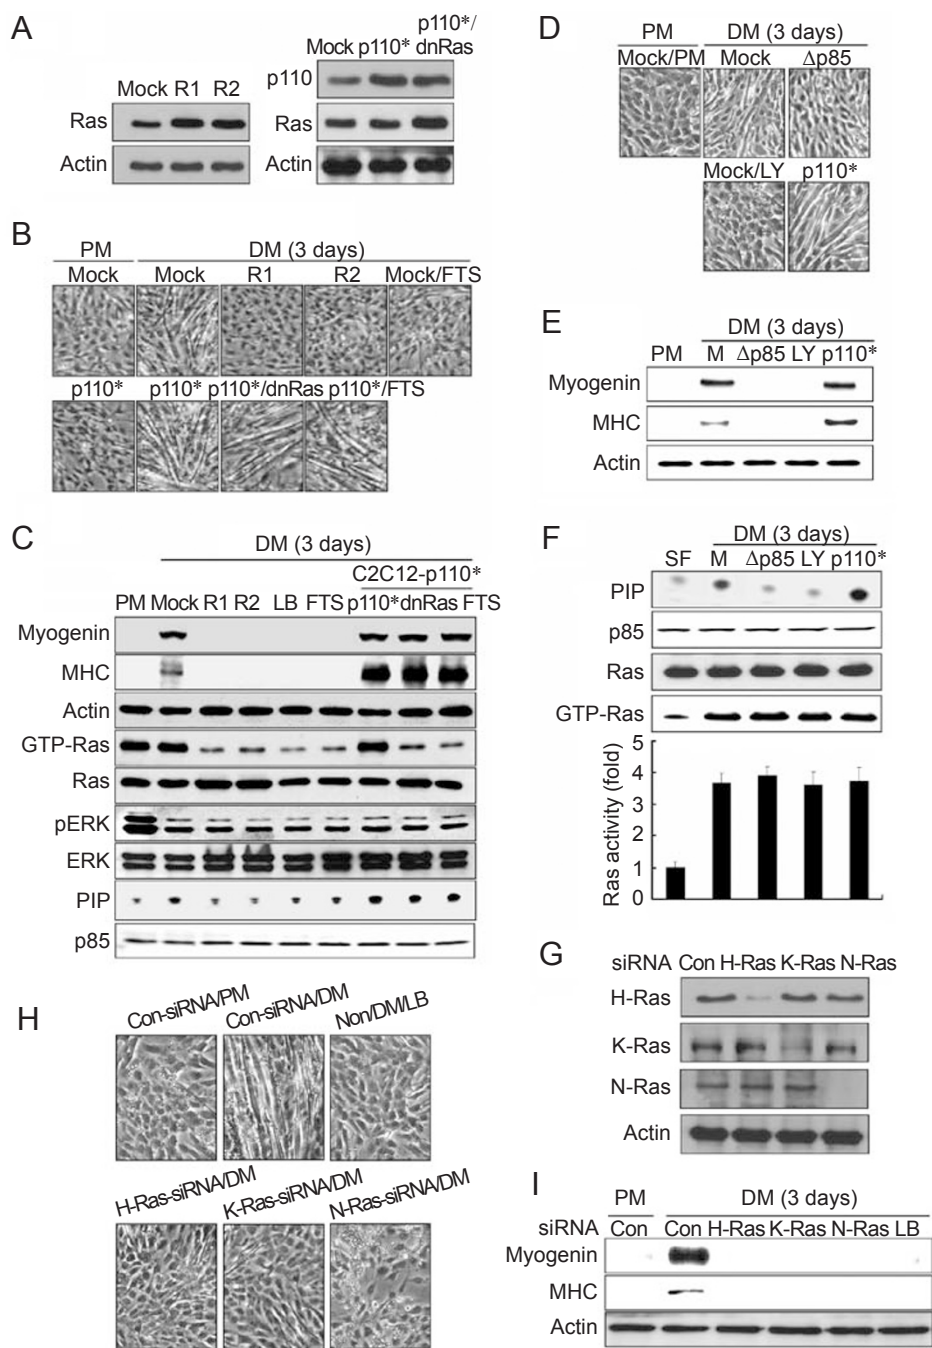 A
Mock R1 R2
Ras
Actin
p110*/
Mock p110* dnRas
p110
Ras
Actin
B
PM DM (3 days)
Mock Mock R1 R2 Mock/FTS
p110* p110* p110*/dnRas p110*/FTS
C
DM (3 days)
C2C12-p110*
PM Mock R1 R2 LB FTS p110* dnRas FTS
Myogenin
MHC
Actin
GTP-Ras
Ras
pERK
ERK
PIP
p85
D
PM DM (3 days)
Mock/PM Mock Δp85
Mock/LY p110*
E
DM (3 days)
PM M Δp85 LY p110*
Myogenin
MHC
Actin
F
DM (3 days)
SF M Δp85 LY p110*
PIP
p85
Ras
GTP-Ras
Ras activity (fold)
5
4
3
2
1
0
G
siRNA Con H-Ras K-Ras N-Ras
H-Ras
K-Ras
N-Ras
Actin
H
Con-siRNA/PM Con-siRNA/DM Non/DM/LB
H-Ras-siRNA/DM K-Ras-siRNA/DM N-Ras-siRNA/DM
I
PM DM (3 days)
siRNA Con Con H-Ras K-Ras N-Ras LB
Myogenin
MHC
Actin